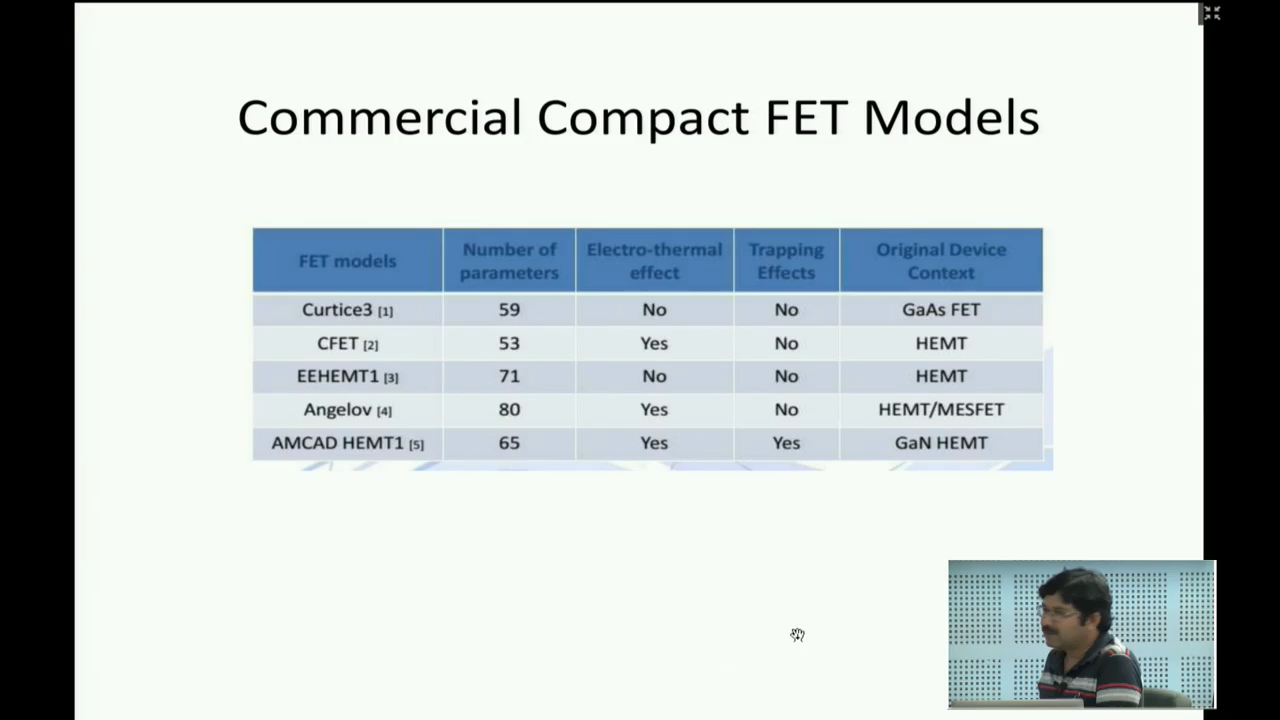 Commercial Compact FET Models
FET models Number of parameters Electro-thermal effect Trapping Effects Original Device Context
Curtice3 [1] 59 No No GaAs FET
CFET [2] 53 Yes No HEMT
EEHEMT1 [3] 71 No No HEMT
Angelov [4] 80 Yes No HEMT/MESFET
AMCAD HEMT1 [5] 65 Yes Yes GaN HEMT